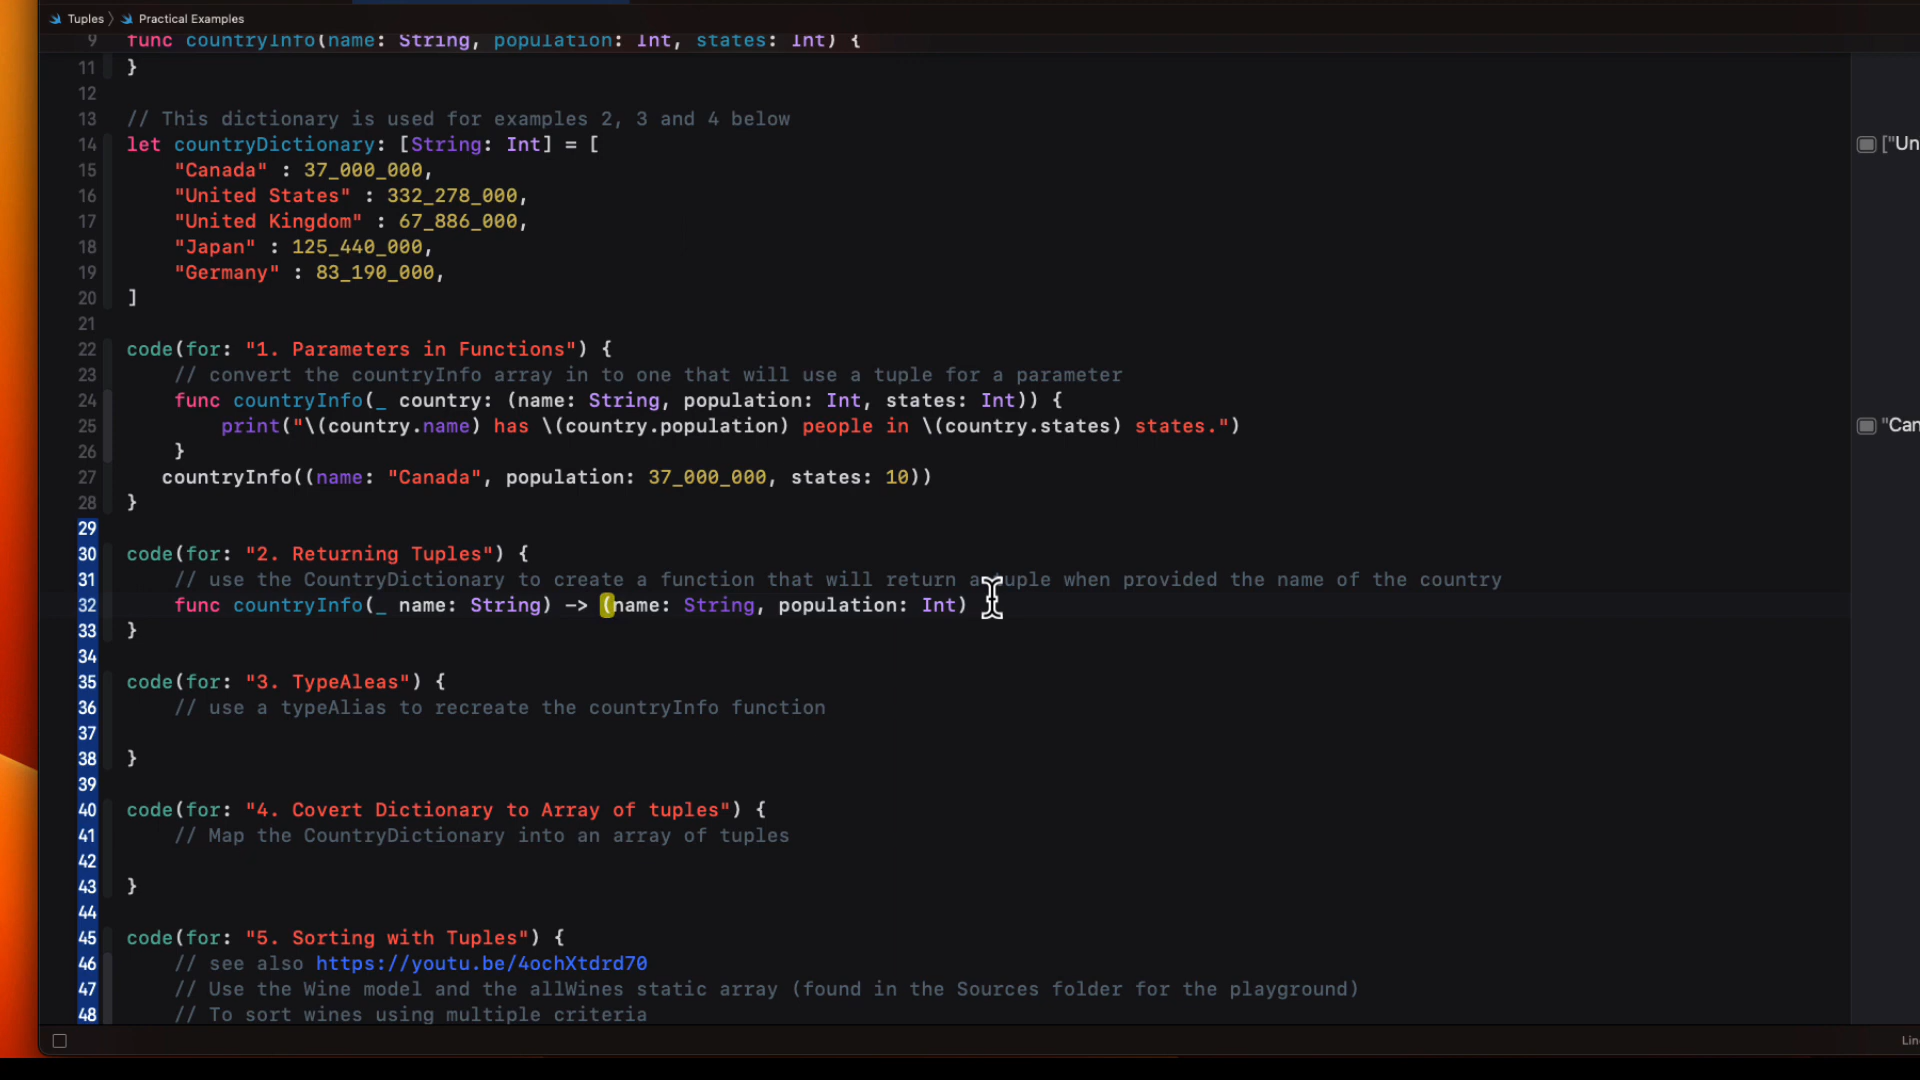 Tuples 〉 Practical Examples
9 func countryInfo(name: String, population: Int, states: Int) {
11 }
12
13 // This dictionary is used for examples 2, 3 and 4 below
14 let countryDictionary: [String: Int] = [
15 "Canada" : 37_000_000,
16 "United States" : 332_278_000,
17 "United Kingdom" : 67_886_000,
18 "Japan" : 125_440_000,
19 "Germany" : 83_190_000,
20 ]
21
22 code(for: "1. Parameters in Functions") {
23 // convert the countryInfo array in to one that will use a tuple for a parameter
24 func countryInfo(_ country: (name: String, population: Int, states: Int)) {
25 print("\(country.name) has \(country.population) people in \(country.states) states.")
26 }
27 countryInfo((name: "Canada", population: 37_000_000, states: 10))
28 }
29
30 code(for: "2. Returning Tuples") {
31 // use the CountryDictionary to create a function that will return a tuple when provided the name of the country
32 func countryInfo(_ name: String) -> (name: String, population: Int)
33 }
34
35 code(for: "3. TypeAleas") {
36 // use a typeAlias to recreate the countryInfo function
37
38 }
39
40 code(for: "4. Covert Dictionary to Array of tuples") {
41 // Map the CountryDictionary into an array of tuples
42
43 }
44
45 code(for: "5. Sorting with Tuples") {
46 // see also https://youtu.be/4ochXtdrd70
47 // Use the Wine model and the allWines static array (found in the Sources folder for the playground)
48 // To sort wines using multiple criteria
["Un
"Can
Lin